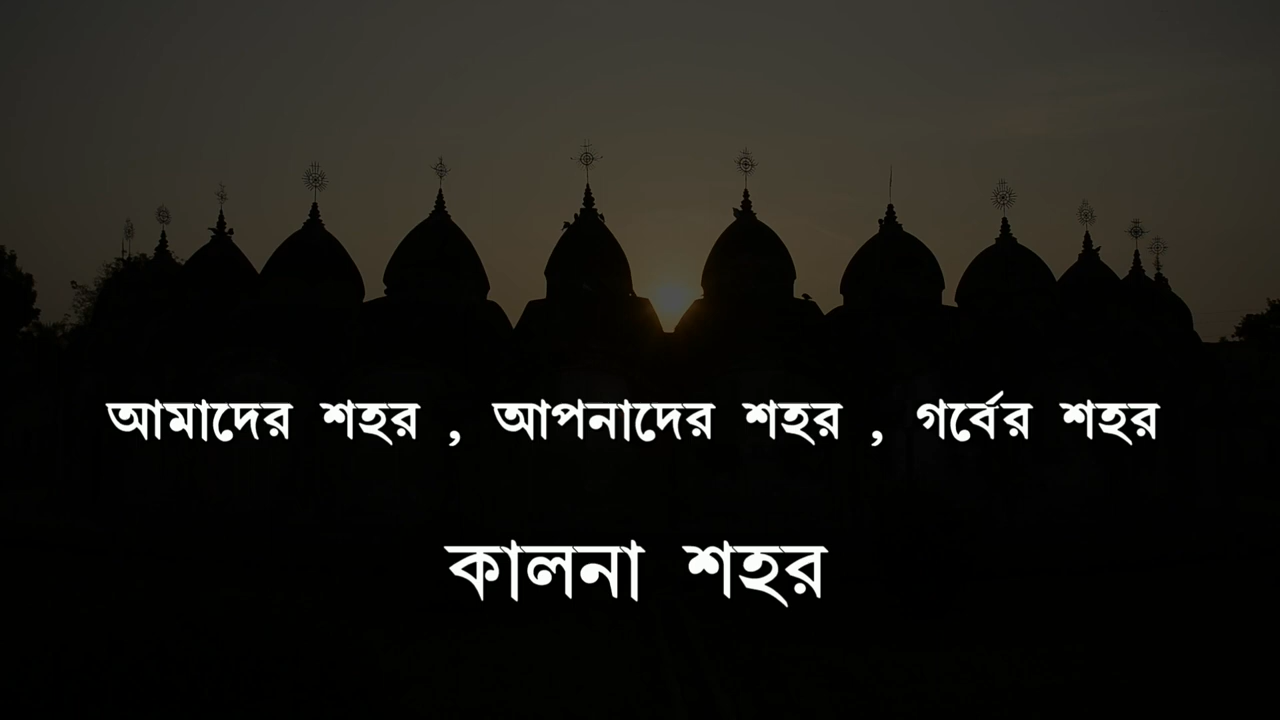 আমাদের শহর , আপনাদের শহর , গর্বের শহর
কালনা শহর